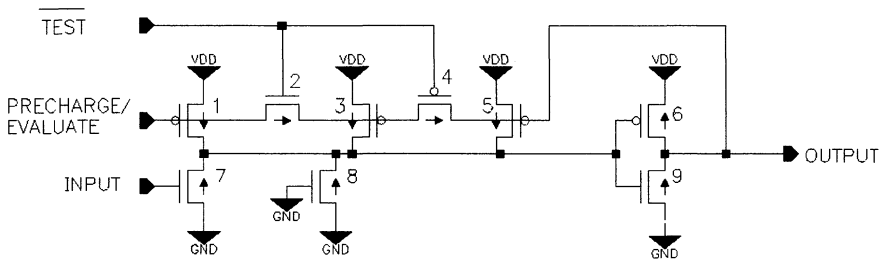 TEST
VDD
VDD
VDD
VDD
2
4
1
3
5
6
PRECHARGE/
EVALUATE
OUTPUT
INPUT
7
8
9
GND
GND
GND
GND